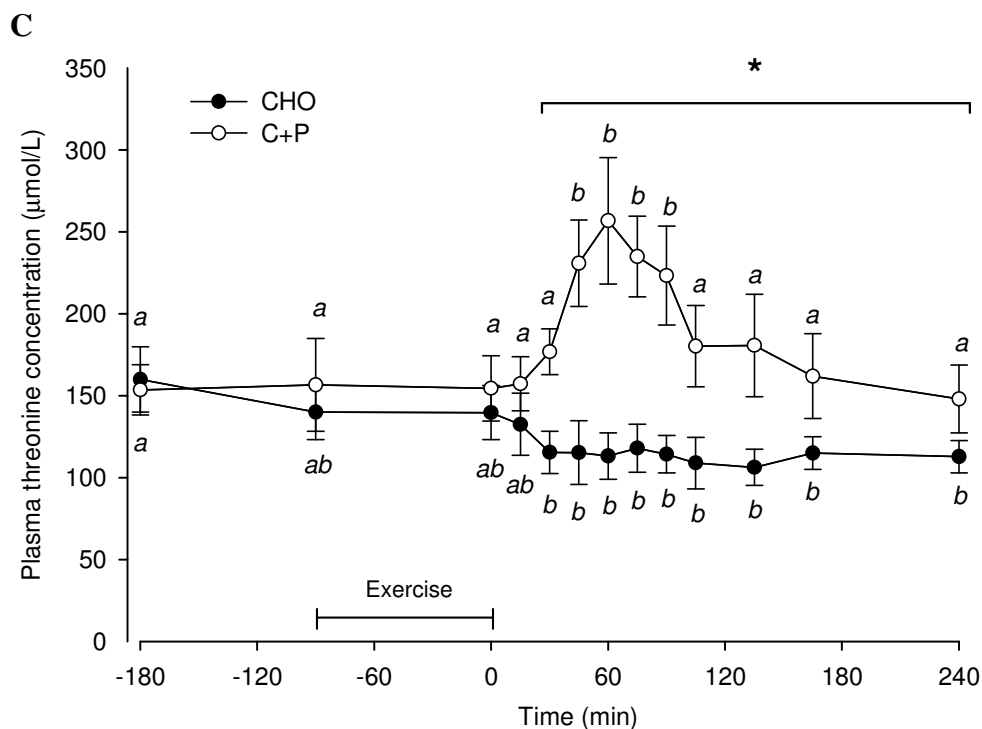 C
350
300
250
200
150
100
50
0
Plasma threonine concentration (μmol/L)
CHO
C+P
*
a a a a a b b b b a a a a
a ab ab ab b b b b b b b b b
Exercise
-180 -120 -60 0 60 120 180 240
Time (min)